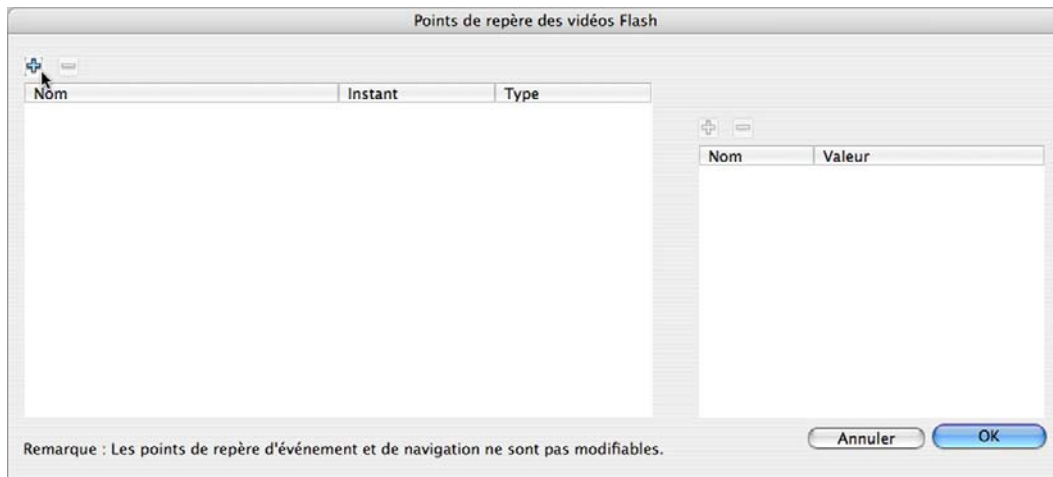 Points de repère des vidéos Flash
Nom Instant Type
Nom Valeur
Annuler OK
Remarque : Les points de repère d'événement et de navigation ne sont pas modifiables.